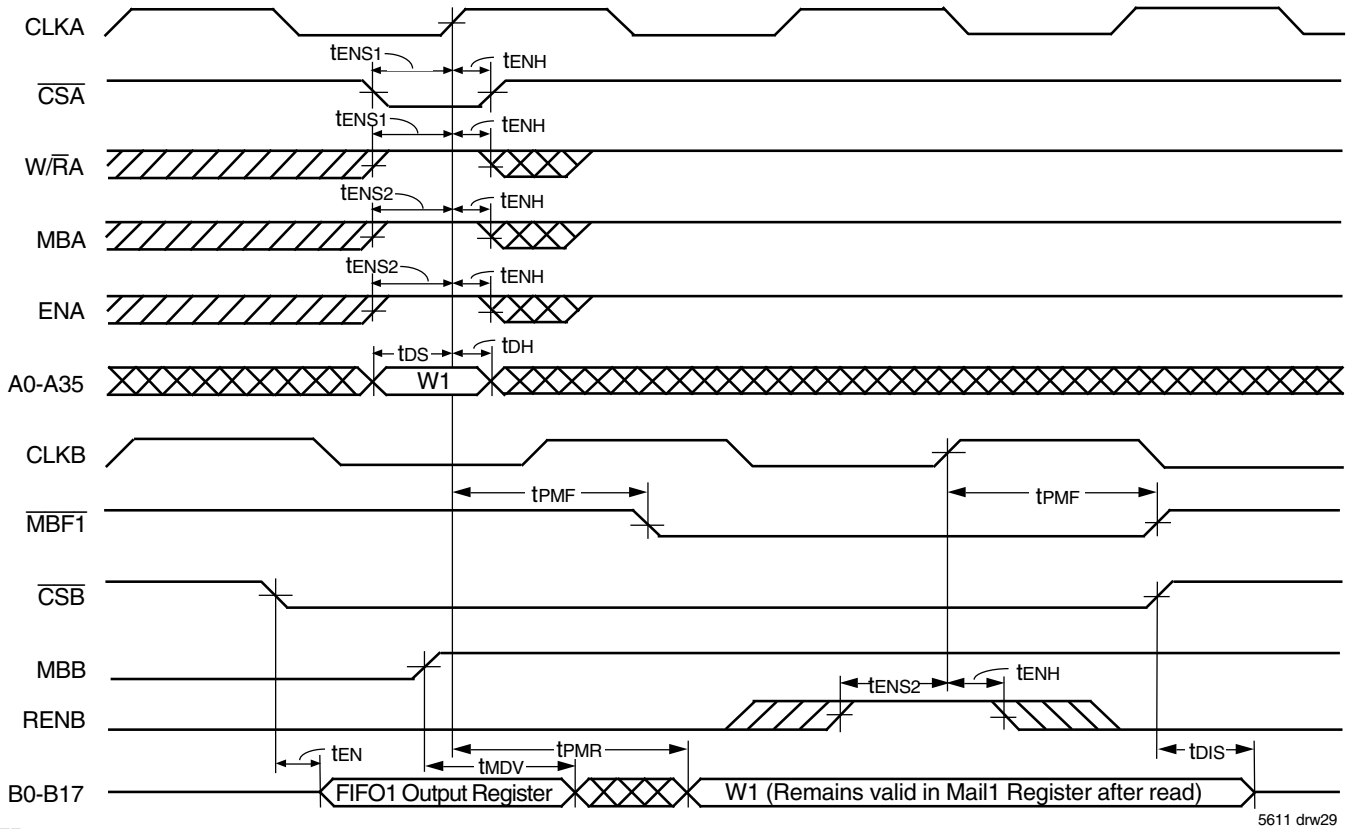 CLKA
tENS1
tENH
CSA
tENS1
tENH
W/RA
tENS2
tENH
MBA
tENS2
tENH
ENA
tDS
tDH
A0-A35
W1
CLKB
tPMF
tPMF
MBF1
CSB
MBB
tENS2
tENH
RENB
tEN
tPMR
tMDV
tDIS
B0-B17
FIFO1 Output Register
W1 (Remains valid in Mail1 Register after read)
5611 drw29